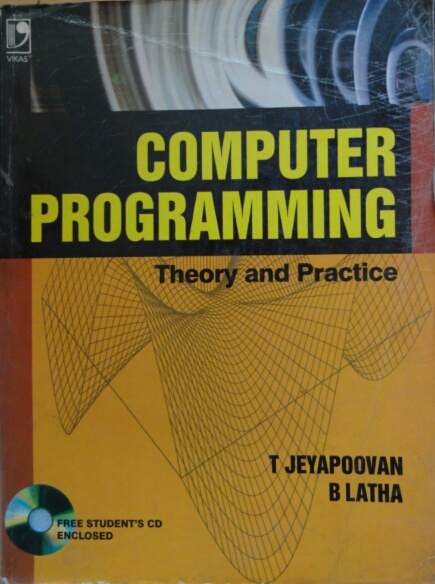 VIKAS
COMPUTER
PROGRAMMING
Theory and Practice
T JEYAPOOVAN
B LATHA
FREE STUDENT'S CD
ENCLOSED